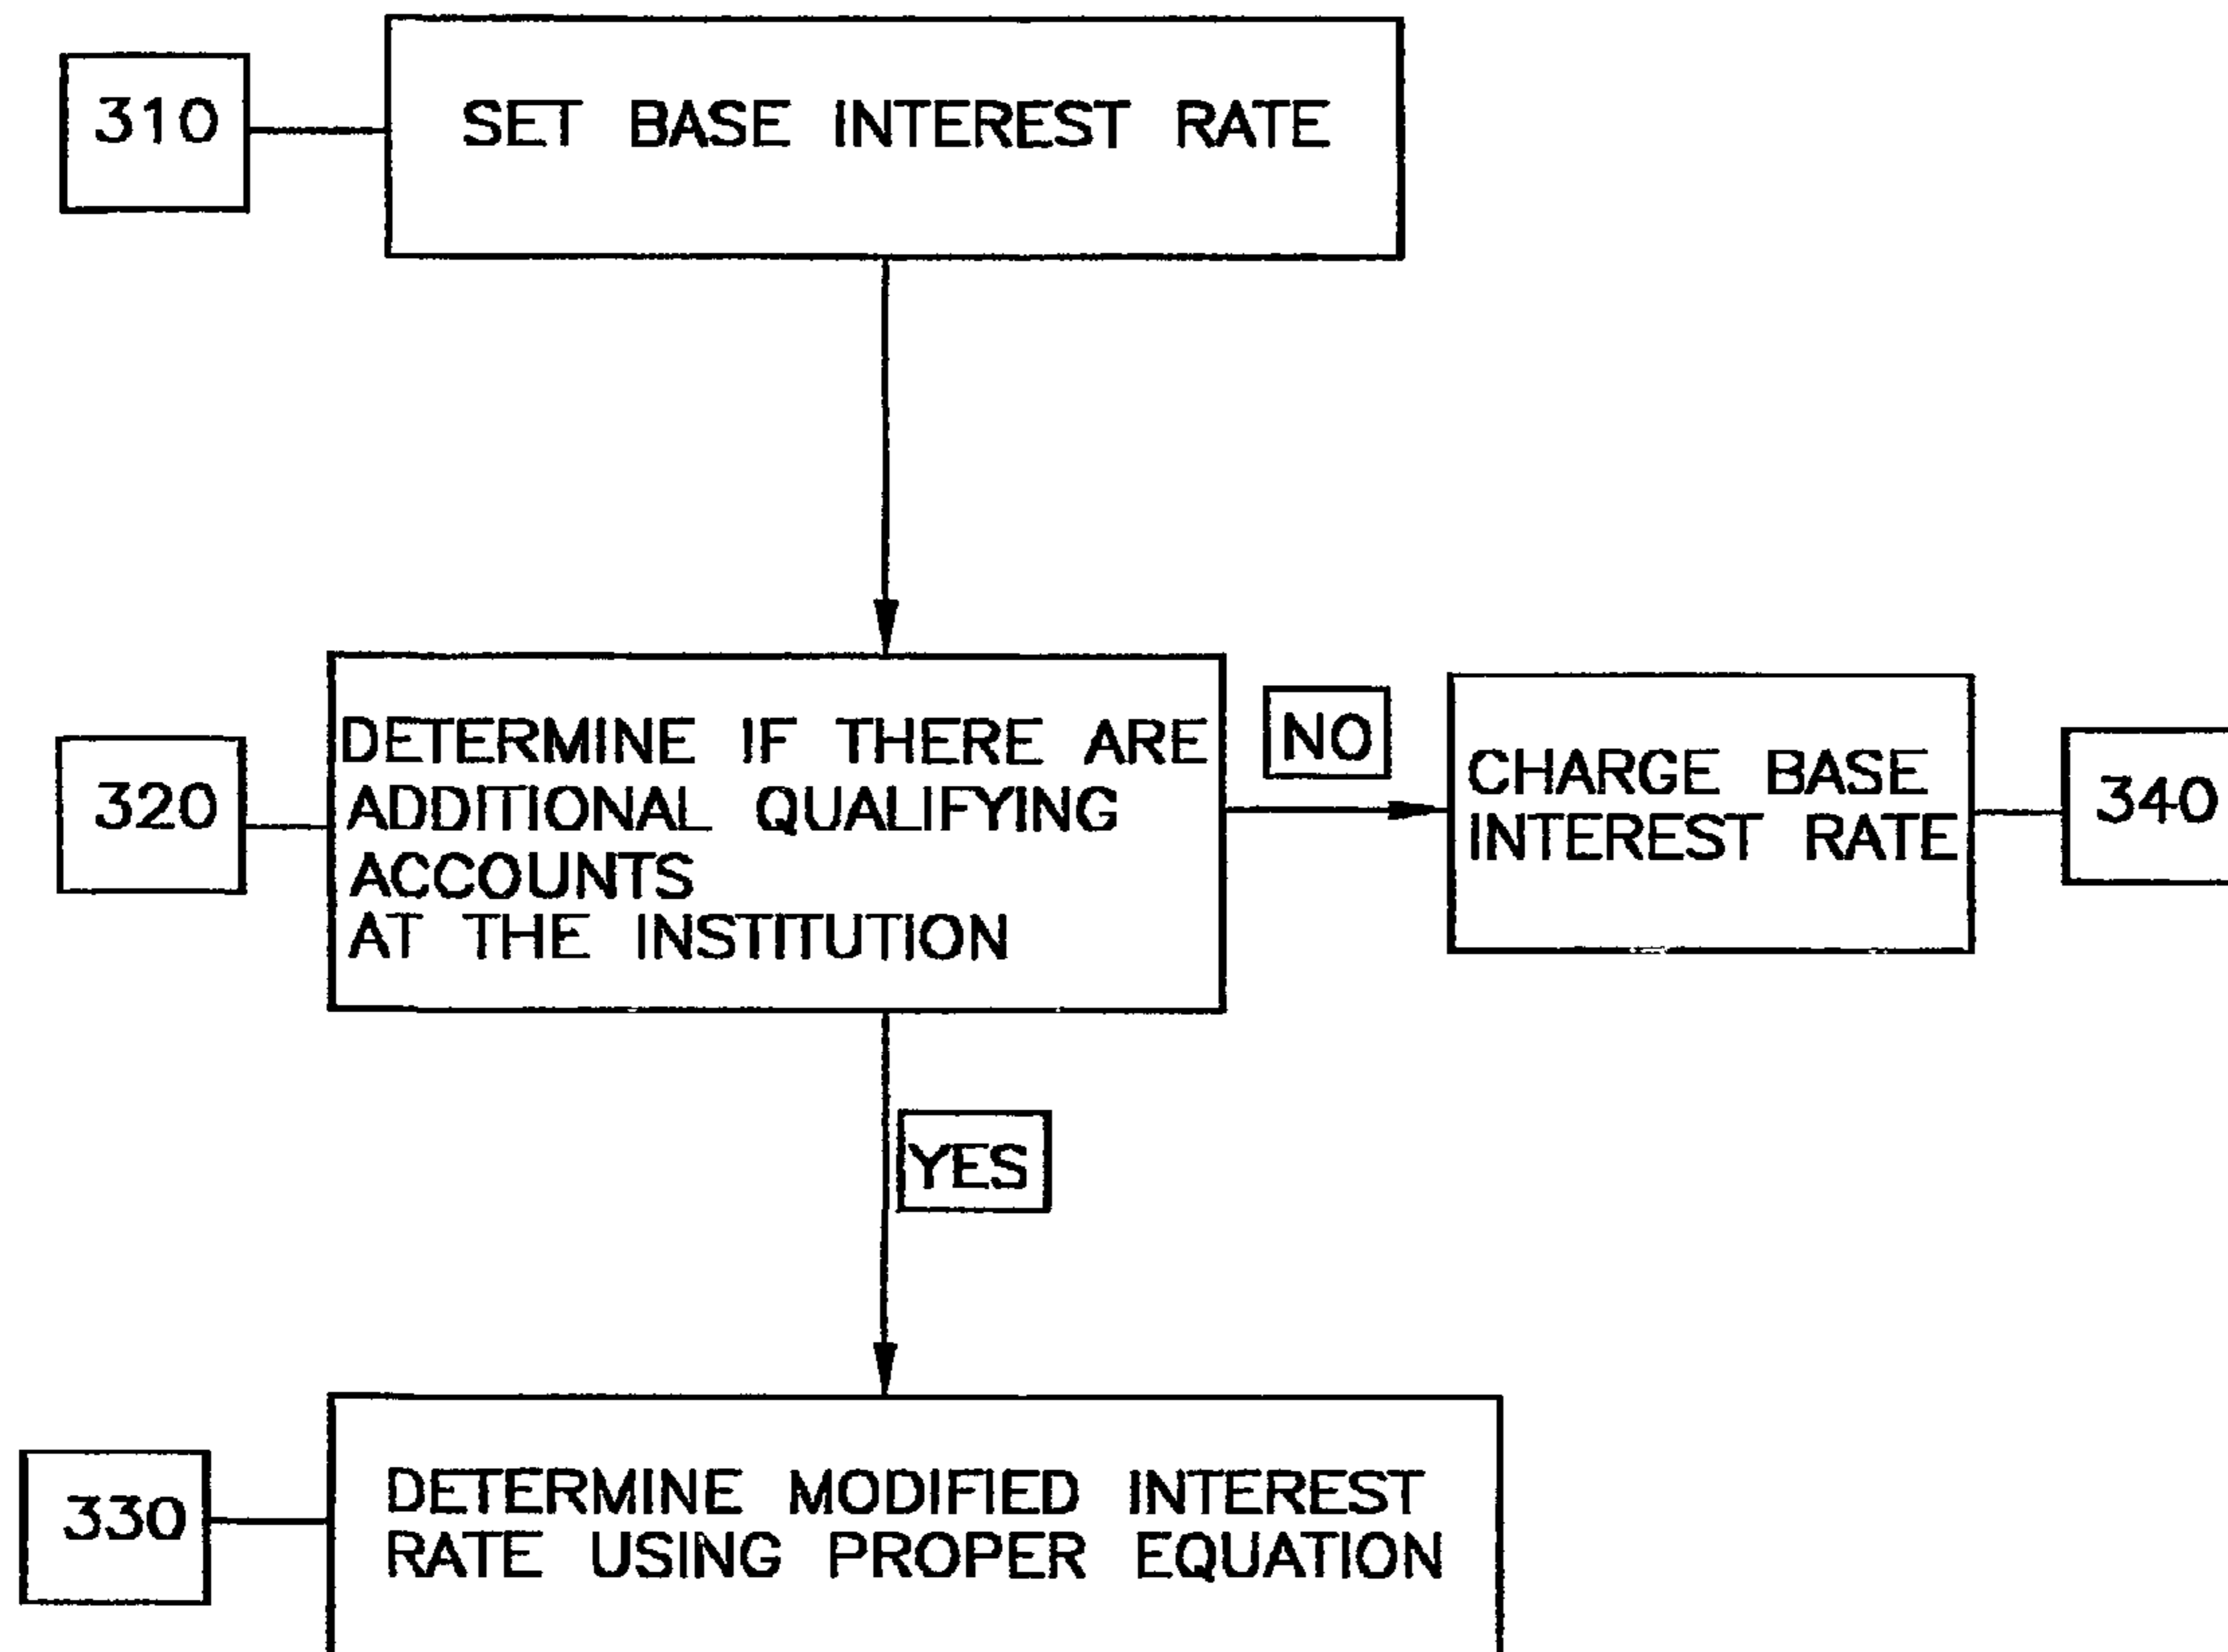 310
SET BASE INTEREST RATE
320
DETERMINE IF THERE ARE
ADDITIONAL QUALIFYING
ACCOUNTS
AT THE INSTITUTION
NO
CHARGE BASE
INTEREST RATE
340
YES
330
DETERMINE MODIFIED INTEREST
RATE USING PROPER EQUATION